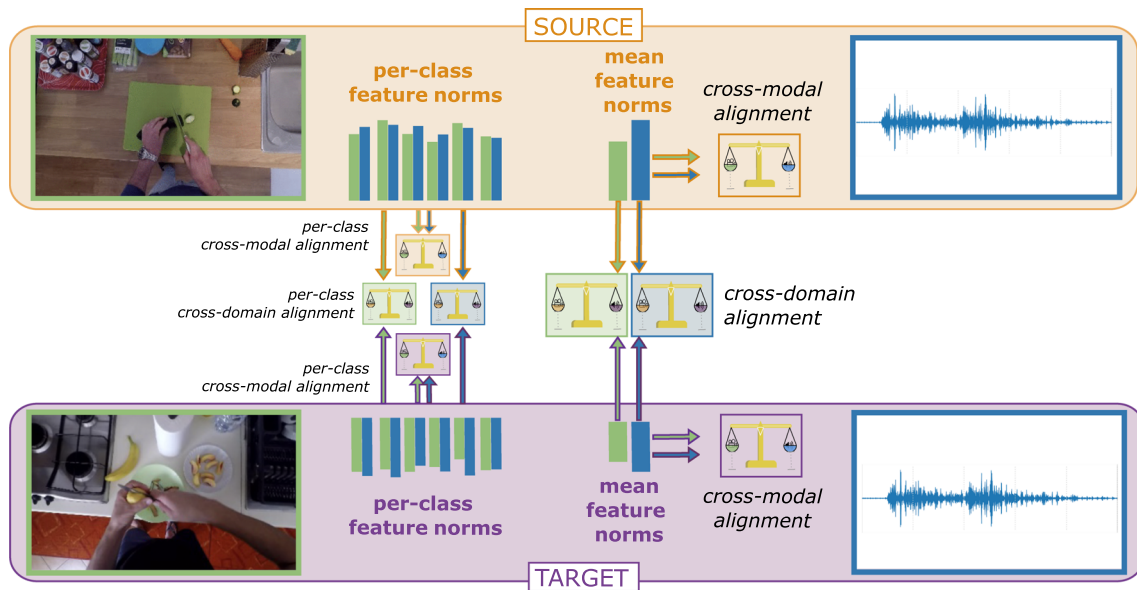 SOURCE
per-class
feature norms
mean
feature
norms
cross-modal
alignment
per-class
cross-modal alignment
per-class
cross-domain alignment
cross-domain
alignment
per-class
cross-modal alignment
per-class
feature norms
mean
feature
norms
cross-modal
alignment
TARGET